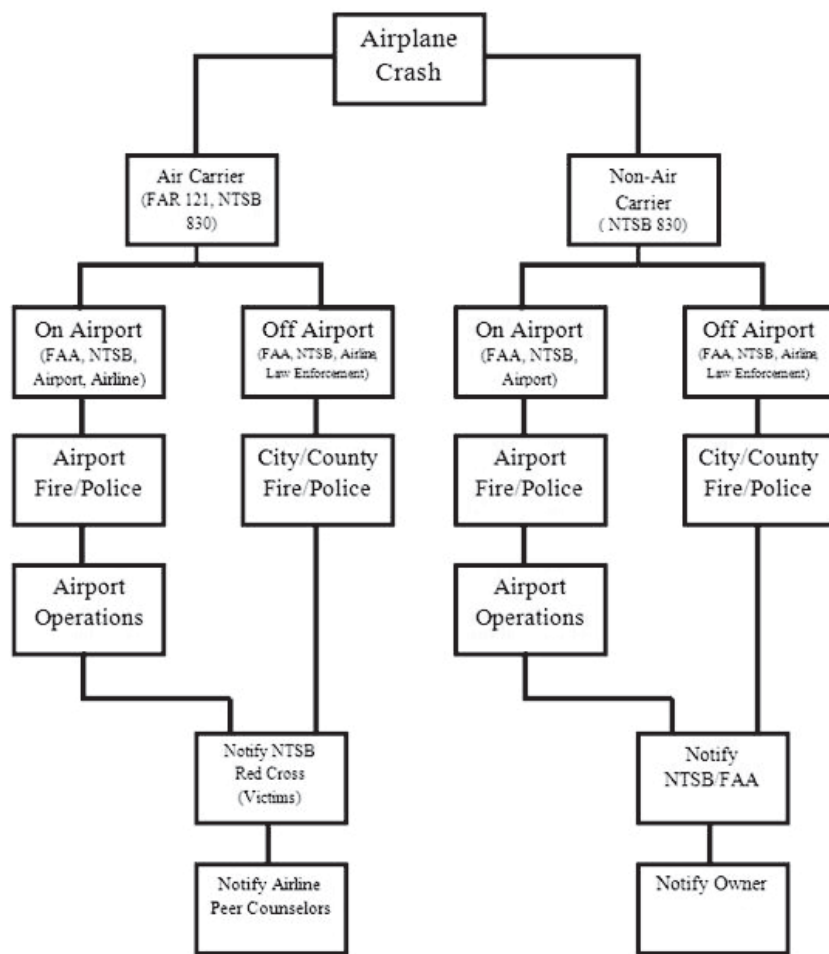 Airplane
Crash
Air Carrier
(FAR 121, NTSB
830)
Non-Air
Carrier
( NTSB 830)
On Airport
(FAA, NTSB,
Airport, Airline)
Off Airport
(FAA, NTSB, Airline,
Law Enforcement)
On Airport
(FAA, NTSB,
Airport)
Off Airport
(FAA, NTSB, Airline,
Law Enforcement)
Airport
Fire/Police
City/County
Fire/Police
Airport
Fire/Police
City/County
Fire/Police
Airport
Operations
Airport
Operations
Notify NTSB
Red Cross
(Victims)
Notify
NTSB/FAA
Notify Airline
Peer Counselors
Notify Owner